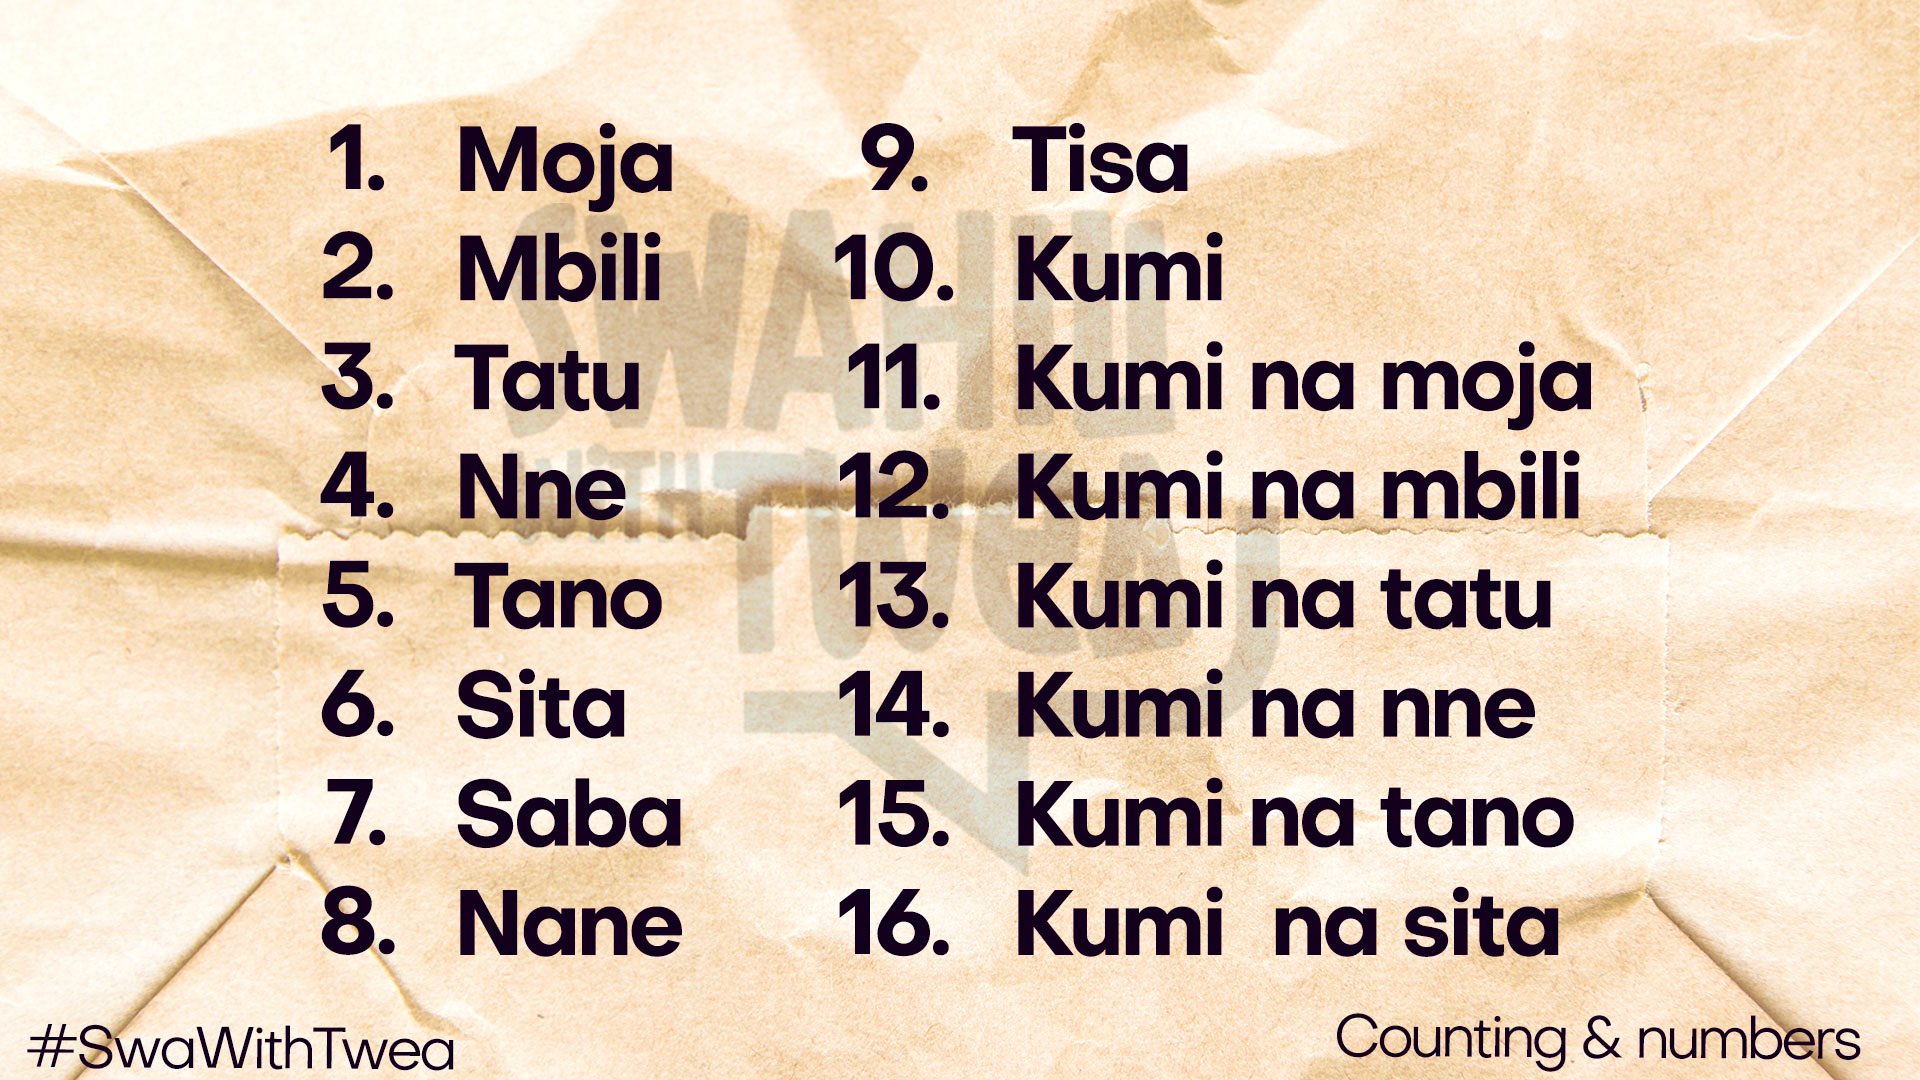 1. Moja
2. Mbili
3. Tatu
4. Nne
5. Tano
6. Sita
7. Saba
8. Nane
9. Tisa
10. Kumi
11. Kumi na moja
12. Kumi na mbili
13. Kumi na tatu
14. Kumi na nne
15. Kumi na tano
16. Kumi na sita
SWAHILI
WITH
TWEA
#SwaWithTwea
Counting & numbers